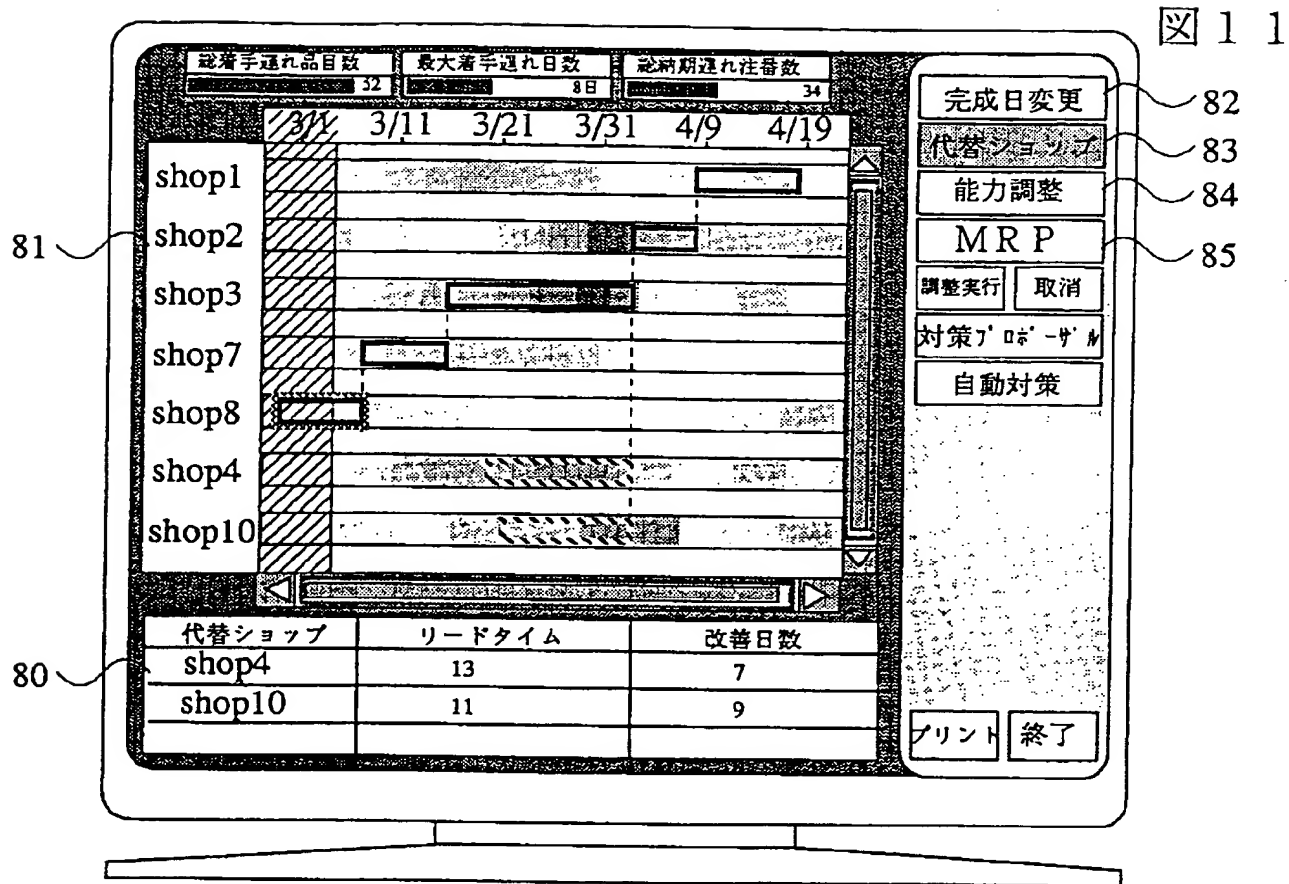 図11
総着手遅れ品目数
52
最大着手遅れ日数
8日
総納期遅れ注番数
34
3/1 3/11 3/21 3/31 4/9 4/19
shop1
shop2
shop3
shop7
shop8
shop4
shop10
81
代替ショップ リードタイム 改善日数
shop4 13 7
shop10 11 9
80
完成日変更
82
代替ショップ
83
能力調整
84
MRP
85
調整実行 取消
対策プロポーザル
自動対策
プリント 終了